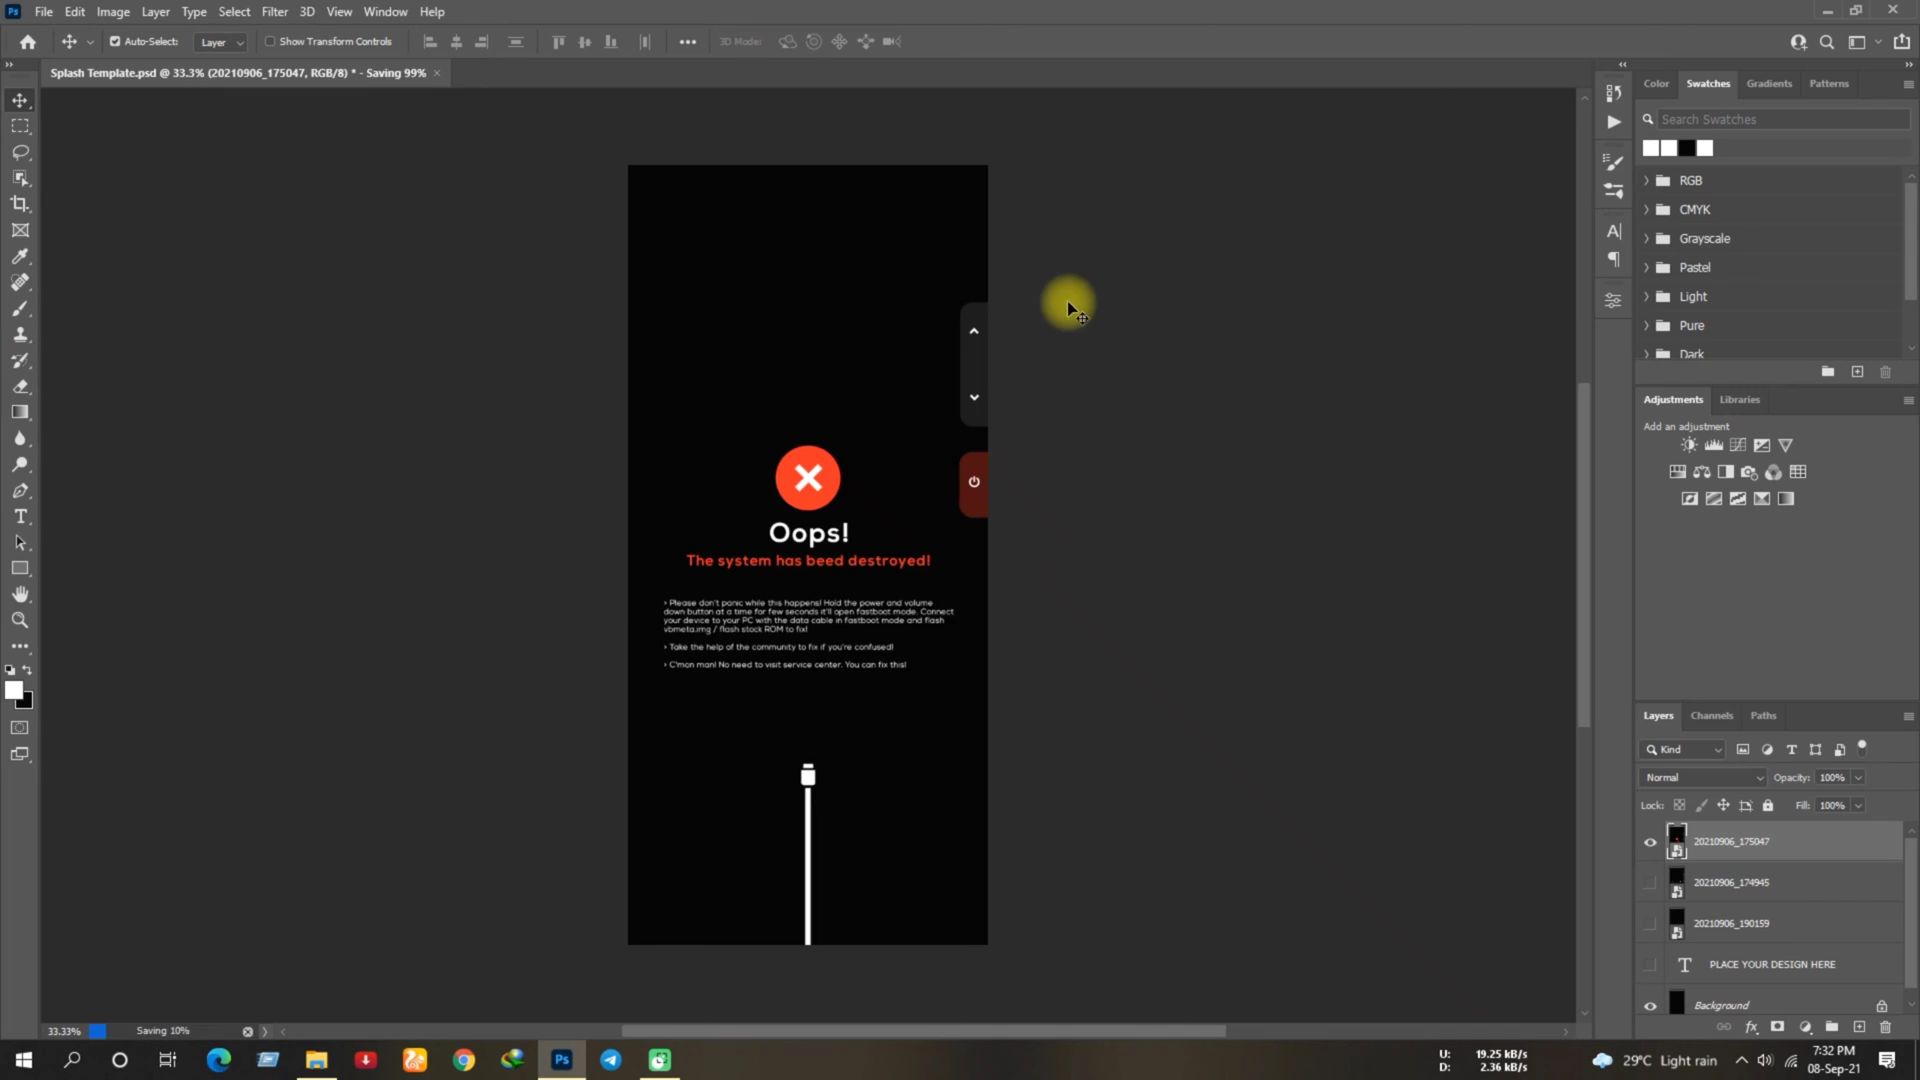 Ps File Edit Image Layer Type Select Filter 3D View Window Help
Auto-Select: Layer Show Transform Controls 3D Mode:
Splash Template.psd @ 33.3% (20210906_175047, RGB/8) * - Saving 99%
Color Swatches Gradients Patterns
Search Swatches
RGB
CMYK
Grayscale
Pastel
Light
Pure
Dark
Adjustments Libraries
Add an adjustment
Oops!
The system has beed destroyed!
> Please don't panic while this happens! Hold the power and volume
down button at a time for few seconds it'll open fastboot mode. Connect
your device to your PC with the data cable in fastboot mode and flash
vbmeta.img / flash stock ROM to fix!
> Take the help of the community to fix if you're confused!
> C'mon man! No need to visit service center. You can fix this!
Layers Channels Paths
Kind
Normal Opacity: 100%
Lock: Fill: 100%
20210906_175047
20210906_174945
20210906_190159
PLACE YOUR DESIGN HERE
Background
33.33% Saving 10%
Ps
U: 19.25 kB/s
D: 2.36 kB/s
29°C Light rain
7:32 PM
08-Sep-21